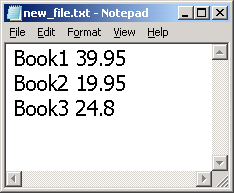 new_file.txt - Notepad
File Edit Format View Help
Book1 39.95
Book2 19.95
Book3 24.8